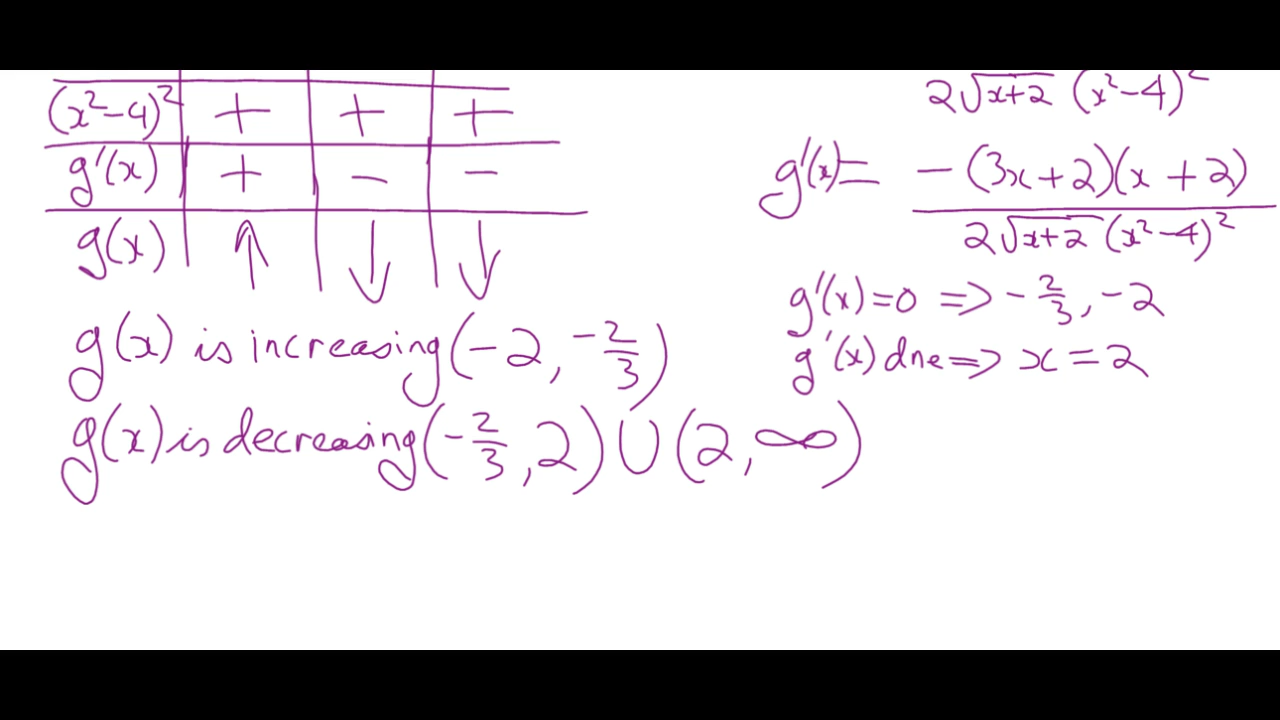 (x²-4)² + + +
g'(x) + - -
g(x) ↑ ↓ ↓
g(x) is increasing (-2, -2/3)
g(x) is decreasing (-2/3, 2) ∪ (2, ∞)
2√(x+2) (x²-4)²
g'(x) = -(3x+2)(x+2)
2√(x+2) (x²-4)²
g'(x)=0 => -2/3, -2
g'(x) dne => x = 2